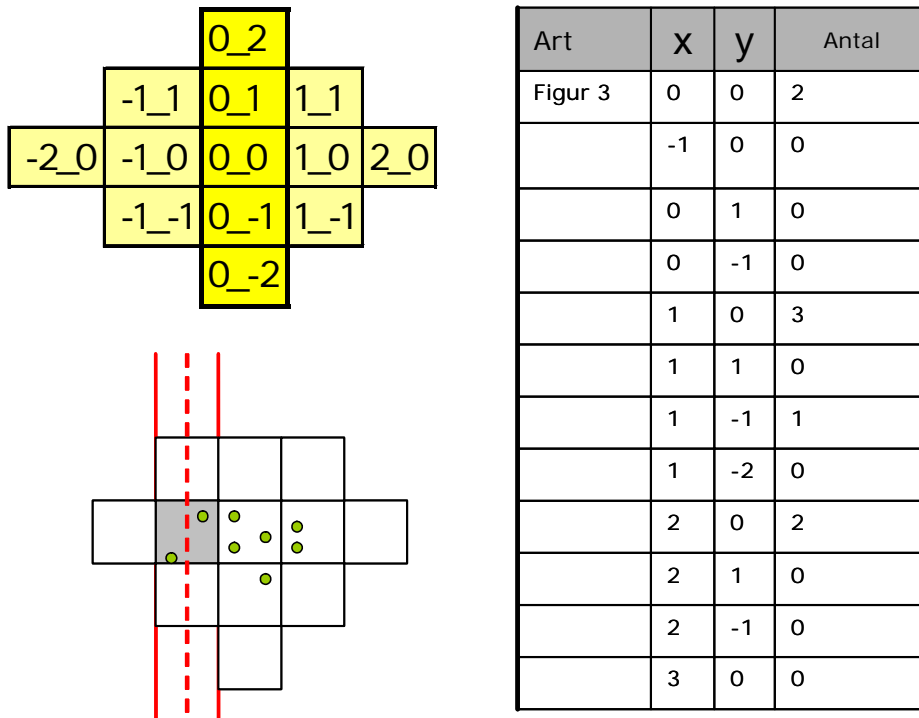 0_2
-1_1 0_1 1_1
-2_0 -1_0 0_0 1_0 2_0
-1_-1 0_-1 1_-1
0_-2
Art x y Antal
Figur 3 0 0 2
-1 0 0
0 1 0
0 -1 0
1 0 3
1 1 0
1 -1 1
1 -2 0
2 0 2
2 1 0
2 -1 0
3 0 0